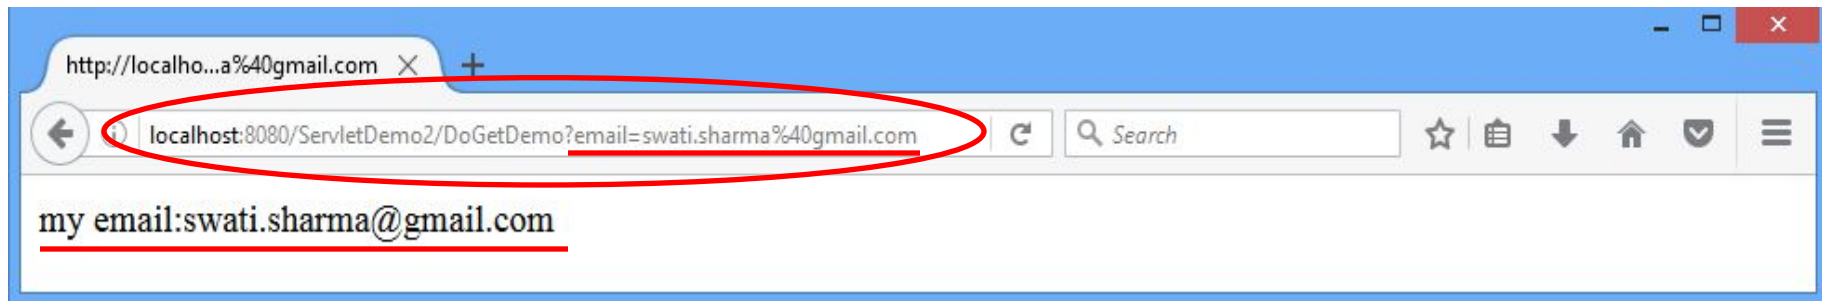 http://localho...a%40gmail.com
localhost:8080/ServletDemo2/DoGetDemo?email=swati.sharma%40gmail.com
Search
my email:swati.sharma@gmail.com